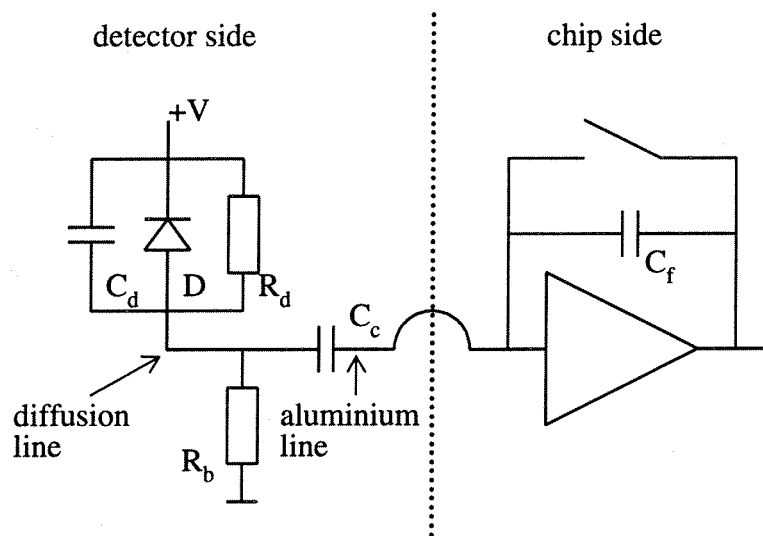 detector side
chip side
+V
C_d
D
R_d
C_f
C_c
diffusion
line
aluminium
line
R_b